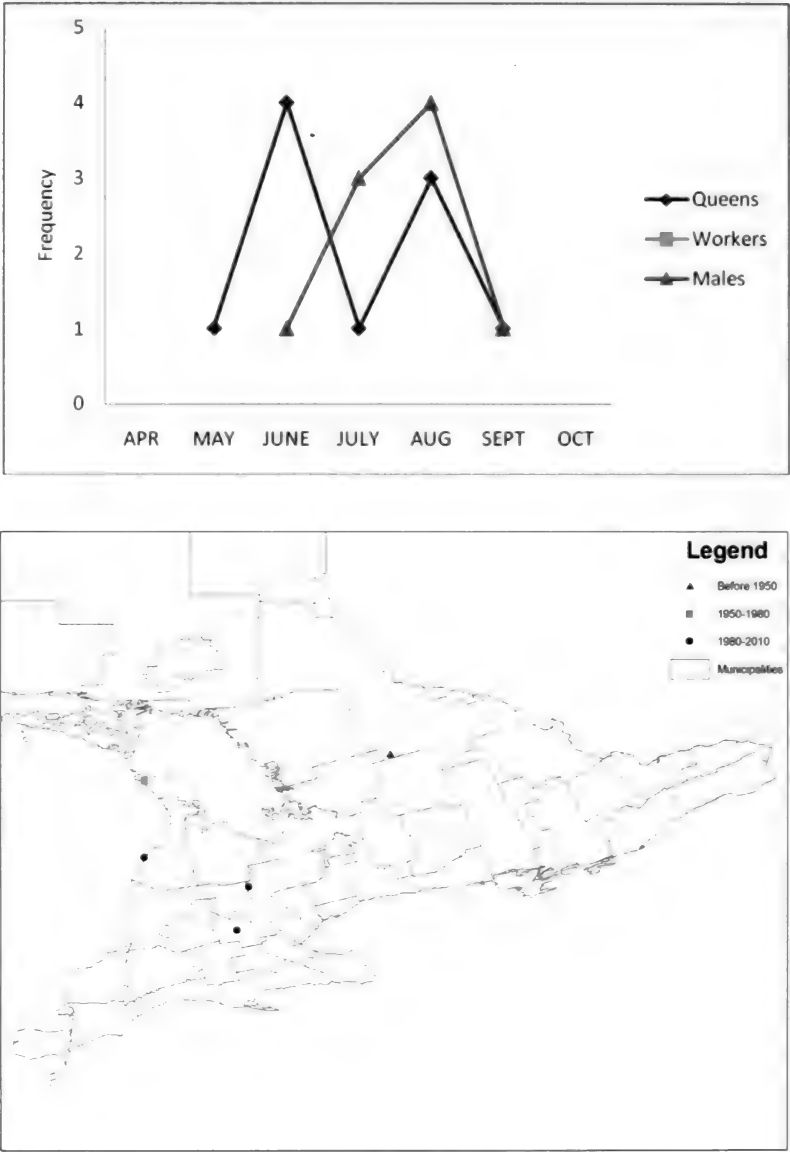 5
4
3
2
1
0
Frequency
APR MAY JUNE JULY AUG SEPT OCT
Queens
Workers
Males
Legend
Before 1950
1950-1980
1980-2010
Municipalities